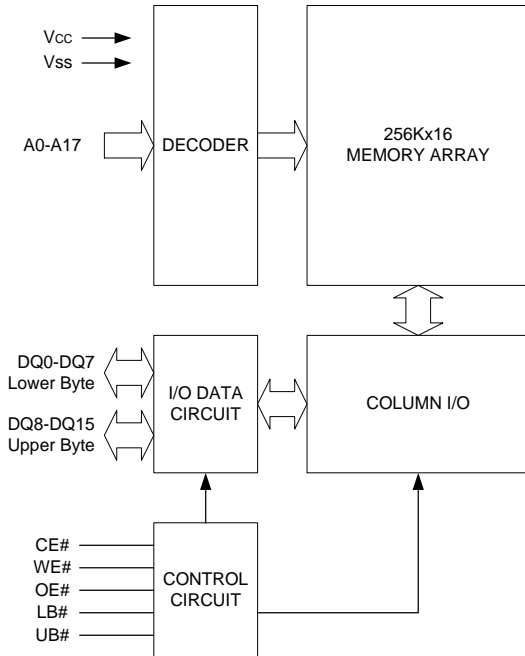 Vcc
Vss
A0-A17
DECODER
256Kx16
MEMORY ARRAY
DQ0-DQ7
Lower Byte
DQ8-DQ15
Upper Byte
I/O DATA
CIRCUIT
COLUMN I/O
CE#
WE#
OE#
LB#
UB#
CONTROL
CIRCUIT